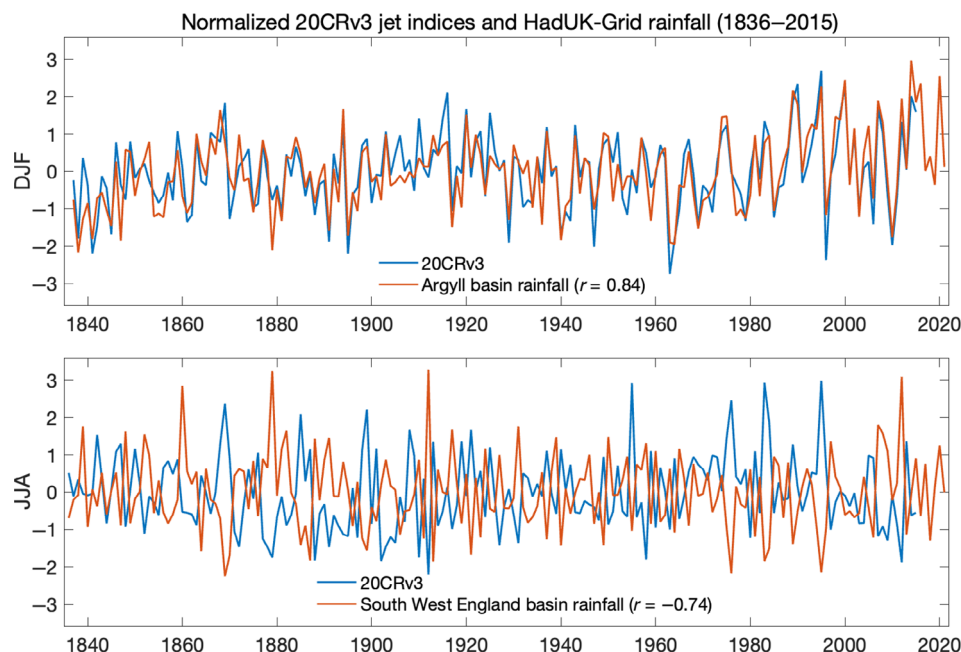 Normalized 20CRv3 jet indices and HadUK-Grid rainfall (1836–2015)
3
2
1
0
−1
−2
−3
DJF
20CRv3
Argyll basin rainfall (r = 0.84)
1840 1860 1880 1900 1920 1940 1960 1980 2000 2020
3
2
1
0
−1
−2
−3
JJA
20CRv3
South West England basin rainfall (r = −0.74)
1840 1860 1880 1900 1920 1940 1960 1980 2000 2020